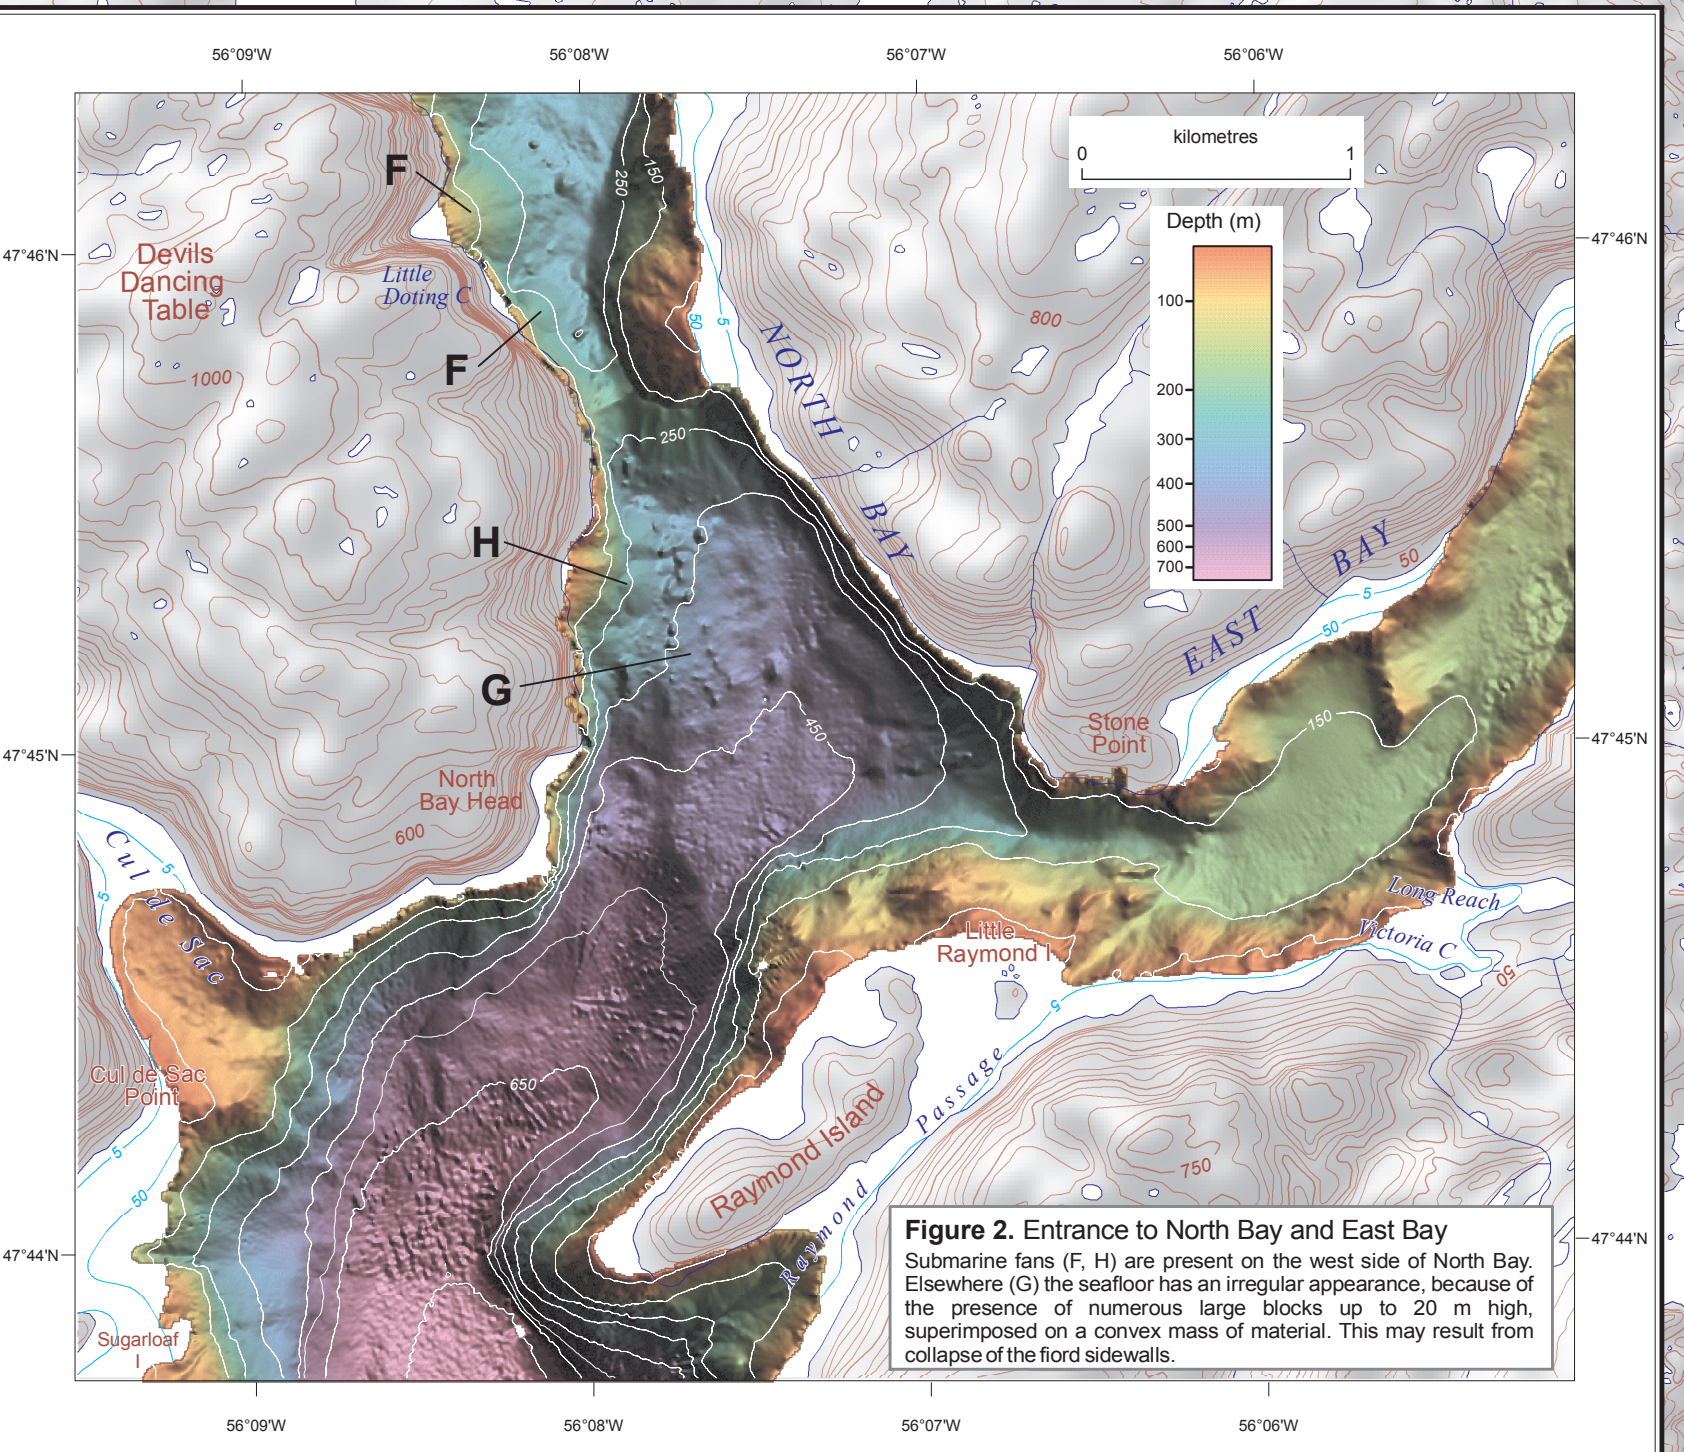 56°09'W
56°08'W
56°07'W
56°06'W
kilometres
0
1
Depth (m)
100
200
300
400
500
600
700
F
F
H
G
250
150
47°46'N
47°46'N
Devils
Dancing
Table
Little
Doting C
50
5
800
1000
NORTH
BAY
250
EAST
BAY
50
5
50
Stone
Point
150
450
47°45'N
47°45'N
North
Bay Head
600
Cul de Sac
5
5
Long Reach
Victoria C
50
Little
Raymond I
5
Cul de Sac
Point
650
Raymond Island
Raymond Passage
750
5
50
47°44'N
47°44'N
Sugarloaf
I
Figure 2. Entrance to North Bay and East Bay
Submarine fans (F, H) are present on the west side of North Bay.
Elsewhere (G) the seafloor has an irregular appearance, because of
the presence of numerous large blocks up to 20 m high,
superimposed on a convex mass of material. This may result from
collapse of the fiord sidewalls.
56°09'W
56°08'W
56°07'W
56°06'W